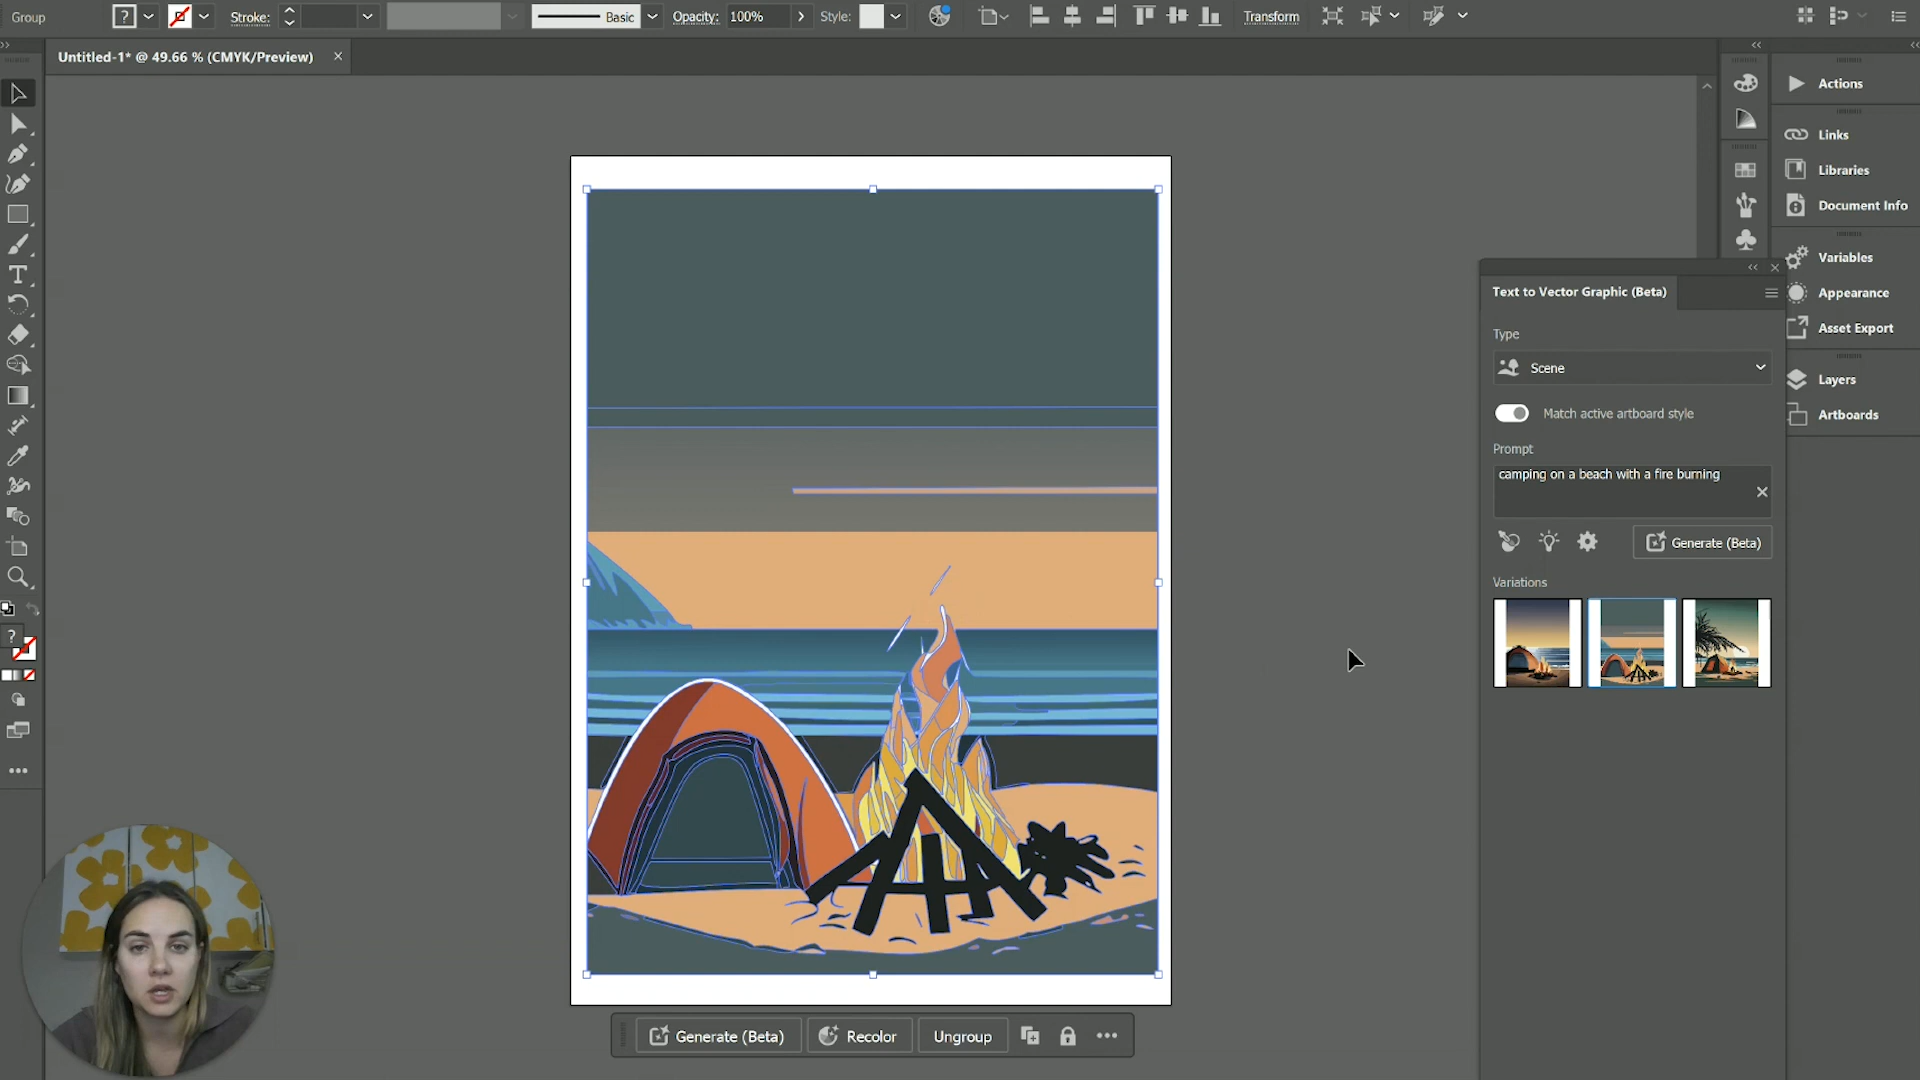 Group
?
Stroke:
Basic
Opacity:
100%
Style:
Transform
Untitled-1* @ 49.66 % (CMYK/Preview)
×
Actions
Links
Libraries
Document Info
Variables
Appearance
Asset Export
Layers
Artboards
Text to Vector Graphic (Beta)
Type
Scene
Match active artboard style
Prompt
camping on a beach with a fire burning
Generate (Beta)
Variations
T
?
Generate (Beta)
Recolor
Ungroup